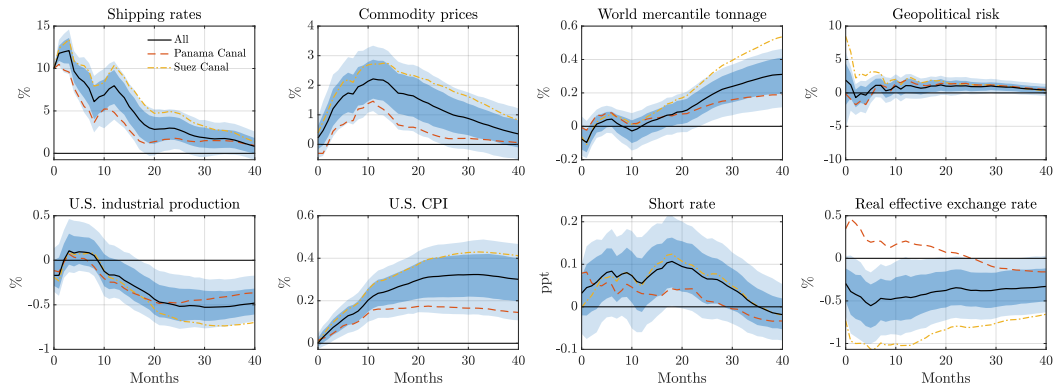 Shipping rates
Commodity prices
World mercantile tonnage
Geopolitical risk
15
10
5
0
%
All
Panama Canal
Suez Canal
0 10 20 30 40
4
3
2
1
0
%
0 10 20 30 40
0.6
0.4
0.2
0
-0.2
%
0 10 20 30 40
10
5
0
-5
-10
%
0 10 20 30 40
U.S. industrial production
U.S. CPI
Short rate
Real effective exchange rate
0.5
0
-0.5
-1
%
0 10 20 30 40
Months
0.6
0.4
0.2
0
%
0 10 20 30 40
Months
0.2
0.1
0
-0.1
ppt
0 10 20 30 40
Months
0.5
0
-0.5
-1
%
0 10 20 30 40
Months